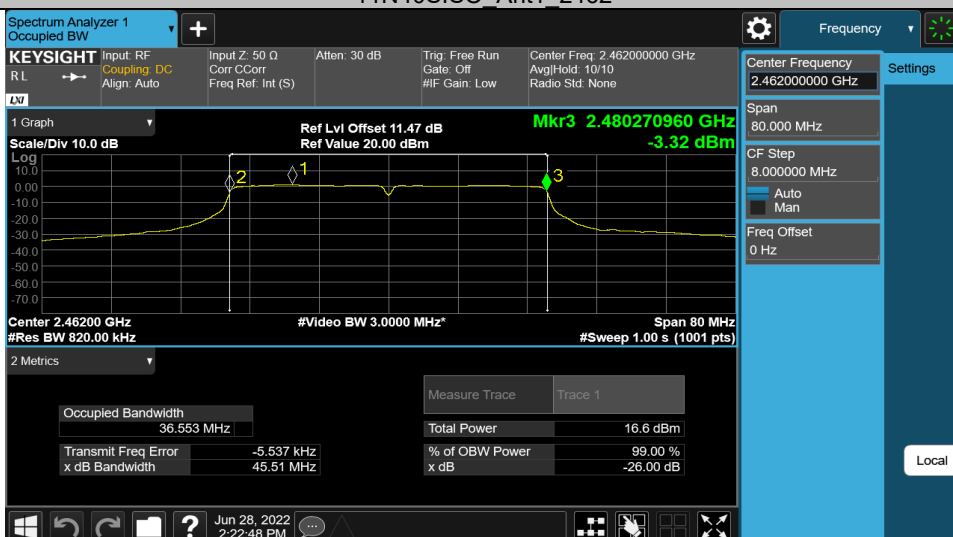 Spectrum Analyzer 1
Occupied BW
Frequency
KEYSIGHT
R L
LXI
Input: RF
Coupling: DC
Align: Auto
Input Z: 50 Ω
Corr CCorr
Freq Ref: Int (S)
Atten: 30 dB
Trig: Free Run
Gate: Off
#IF Gain: Low
Center Freq: 2.462000000 GHz
Avg|Hold: 10/10
Radio Std: None
1 Graph
Scale/Div 10.0 dB
Ref Lvl Offset 11.47 dB
Ref Value 20.00 dBm
Mkr3 2.480270960 GHz
-3.32 dBm
Log
10.0
0.00
-10.0
-20.0
-30.0
-40.0
-50.0
-60.0
-70.0
2
1
3
Center 2.46200 GHz
#Res BW 820.00 kHz
#Video BW 3.0000 MHz*
Span 80 MHz
#Sweep 1.00 s (1001 pts)
2 Metrics
Measure Trace Trace 1
Occupied Bandwidth
36.553 MHz
Transmit Freq Error -5.537 kHz
x dB Bandwidth 45.51 MHz
Total Power 16.6 dBm
% of OBW Power 99.00 %
x dB -26.00 dB
Center Frequency
2.462000000 GHz
Settings
Span
80.000 MHz
CF Step
8.000000 MHz
Auto
Man
Freq Offset
0 Hz
Local
?
Jun 28, 2022
2:22:48 PM